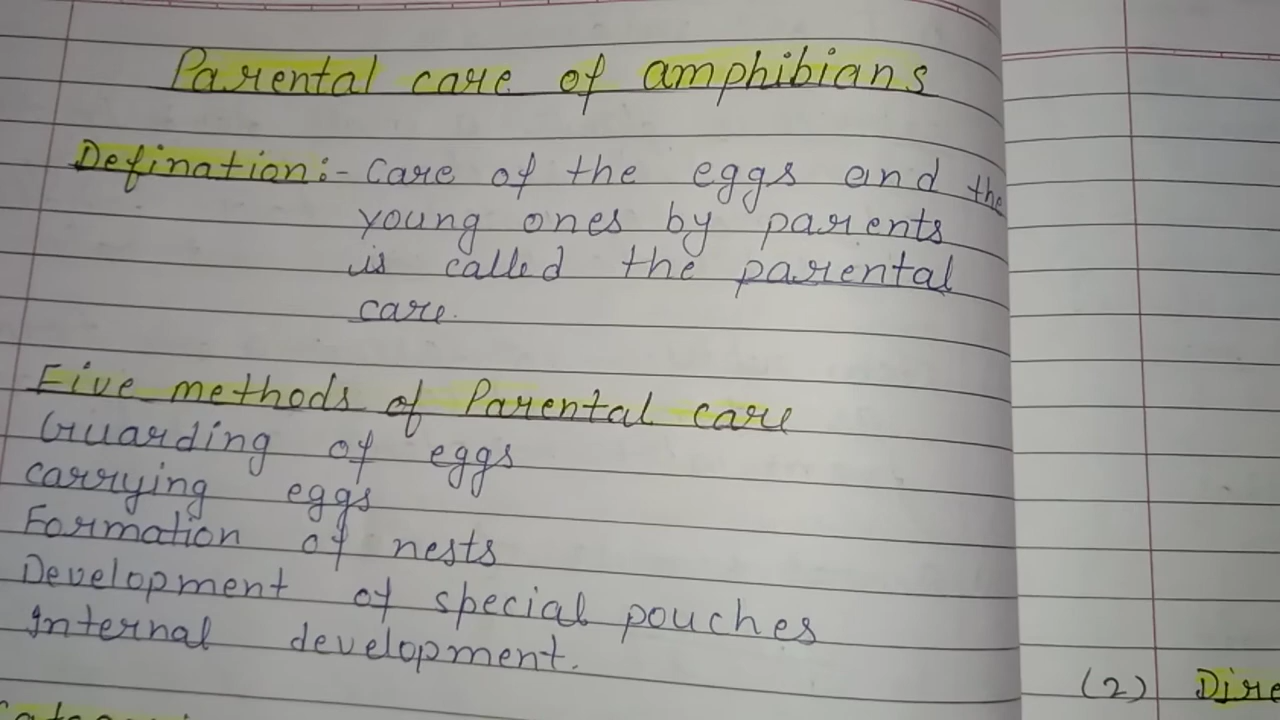 Parental care of amphibians
Defination:- Care of the eggs and the
young ones by parents
is called the parental
care.
Five methods of Parental care
Guarding of eggs
carrying eggs
Formation of nests
Development of special pouches
Internal development.
(2) Dire